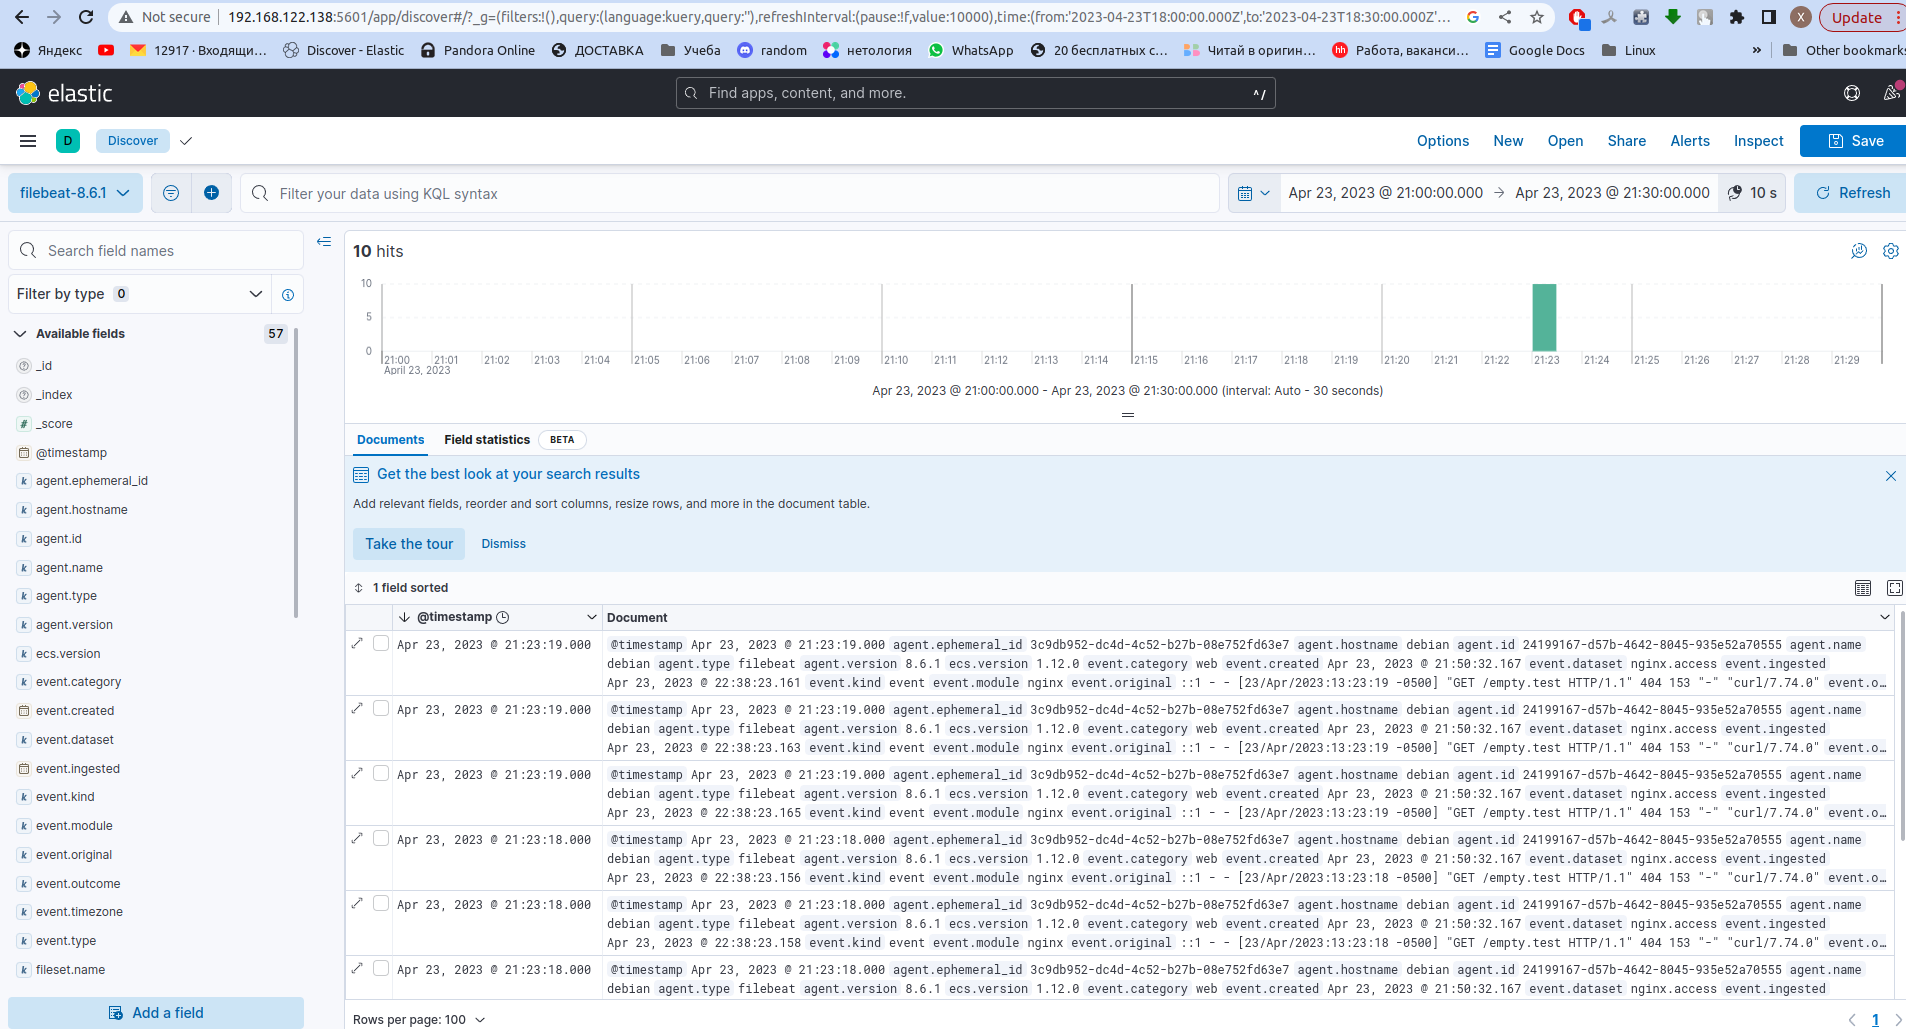 Not secure 192.168.122.138:5601/app/discover#/?_g=(filters:!(),query:(language:kuery,query:''),refreshInterval:(pause:!f,value:10000),time:(from:'2023-04-23T18:00:00.000Z',to:'2023-04-23T18:30:00.000Z'... X Update
Яндекс 12917 · Входящи... Discover - Elastic Pandora Online ДОСТАВКА Учеба random нетология WhatsApp 20 бесплатных с... Читай в оригин... hh Работа, ваканси... Google Docs Linux » Other bookmarks
elastic Find apps, content, and more. ^/
D Discover Options New Open Share Alerts Inspect Save
filebeat-8.6.1 Filter your data using KQL syntax Apr 23, 2023 @ 21:00:00.000 → Apr 23, 2023 @ 21:30:00.000 10 s Refresh
Search field names
Filter by type 0
Available fields 57
_id
_index
_score
@timestamp
agent.ephemeral_id
agent.hostname
agent.id
agent.name
agent.type
agent.version
ecs.version
event.category
event.created
event.dataset
event.ingested
event.kind
event.module
event.original
event.outcome
event.timezone
event.type
fileset.name
Add a field
10 hits
10
5
0
21:00 21:01 21:02 21:03 21:04 21:05 21:06 21:07 21:08 21:09 21:10 21:11 21:12 21:13 21:14 21:15 21:16 21:17 21:18 21:19 21:20 21:21 21:22 21:23 21:24 21:25 21:26 21:27 21:28 21:29
April 23, 2023
Apr 23, 2023 @ 21:00:00.000 - Apr 23, 2023 @ 21:30:00.000 (interval: Auto - 30 seconds)
Documents Field statistics BETA
Get the best look at your search results
Add relevant fields, reorder and sort columns, resize rows, and more in the document table.
Take the tour Dismiss
1 field sorted
@timestamp Document
Apr 23, 2023 @ 21:23:19.000 @timestamp Apr 23, 2023 @ 21:23:19.000 agent.ephemeral_id 3c9db952-dc4d-4c52-b27b-08e752fd63e7 agent.hostname debian agent.id 24199167-d57b-4642-8045-935e52a70555 agent.name
debian agent.type filebeat agent.version 8.6.1 ecs.version 1.12.0 event.category web event.created Apr 23, 2023 @ 21:50:32.167 event.dataset nginx.access event.ingested
Apr 23, 2023 @ 22:38:23.161 event.kind event event.module nginx event.original ::1 - - [23/Apr/2023:13:23:19 -0500] "GET /empty.test HTTP/1.1" 404 153 "-" "curl/7.74.0" event.o...
Apr 23, 2023 @ 21:23:19.000 @timestamp Apr 23, 2023 @ 21:23:19.000 agent.ephemeral_id 3c9db952-dc4d-4c52-b27b-08e752fd63e7 agent.hostname debian agent.id 24199167-d57b-4642-8045-935e52a70555 agent.name
debian agent.type filebeat agent.version 8.6.1 ecs.version 1.12.0 event.category web event.created Apr 23, 2023 @ 21:50:32.167 event.dataset nginx.access event.ingested
Apr 23, 2023 @ 22:38:23.163 event.kind event event.module nginx event.original ::1 - - [23/Apr/2023:13:23:19 -0500] "GET /empty.test HTTP/1.1" 404 153 "-" "curl/7.74.0" event.o...
Apr 23, 2023 @ 21:23:19.000 @timestamp Apr 23, 2023 @ 21:23:19.000 agent.ephemeral_id 3c9db952-dc4d-4c52-b27b-08e752fd63e7 agent.hostname debian agent.id 24199167-d57b-4642-8045-935e52a70555 agent.name
debian agent.type filebeat agent.version 8.6.1 ecs.version 1.12.0 event.category web event.created Apr 23, 2023 @ 21:50:32.167 event.dataset nginx.access event.ingested
Apr 23, 2023 @ 22:38:23.165 event.kind event event.module nginx event.original ::1 - - [23/Apr/2023:13:23:19 -0500] "GET /empty.test HTTP/1.1" 404 153 "-" "curl/7.74.0" event.o...
Apr 23, 2023 @ 21:23:18.000 @timestamp Apr 23, 2023 @ 21:23:18.000 agent.ephemeral_id 3c9db952-dc4d-4c52-b27b-08e752fd63e7 agent.hostname debian agent.id 24199167-d57b-4642-8045-935e52a70555 agent.name
debian agent.type filebeat agent.version 8.6.1 ecs.version 1.12.0 event.category web event.created Apr 23, 2023 @ 21:50:32.167 event.dataset nginx.access event.ingested
Apr 23, 2023 @ 22:38:23.156 event.kind event event.module nginx event.original ::1 - - [23/Apr/2023:13:23:18 -0500] "GET /empty.test HTTP/1.1" 404 153 "-" "curl/7.74.0" event.o...
Apr 23, 2023 @ 21:23:18.000 @timestamp Apr 23, 2023 @ 21:23:18.000 agent.ephemeral_id 3c9db952-dc4d-4c52-b27b-08e752fd63e7 agent.hostname debian agent.id 24199167-d57b-4642-8045-935e52a70555 agent.name
debian agent.type filebeat agent.version 8.6.1 ecs.version 1.12.0 event.category web event.created Apr 23, 2023 @ 21:50:32.167 event.dataset nginx.access event.ingested
Apr 23, 2023 @ 22:38:23.158 event.kind event event.module nginx event.original ::1 - - [23/Apr/2023:13:23:18 -0500] "GET /empty.test HTTP/1.1" 404 153 "-" "curl/7.74.0" event.o...
Apr 23, 2023 @ 21:23:18.000 @timestamp Apr 23, 2023 @ 21:23:18.000 agent.ephemeral_id 3c9db952-dc4d-4c52-b27b-08e752fd63e7 agent.hostname debian agent.id 24199167-d57b-4642-8045-935e52a70555 agent.name
debian agent.type filebeat agent.version 8.6.1 ecs.version 1.12.0 event.category web event.created Apr 23, 2023 @ 21:50:32.167 event.dataset nginx.access event.ingested
Rows per page: 100 1